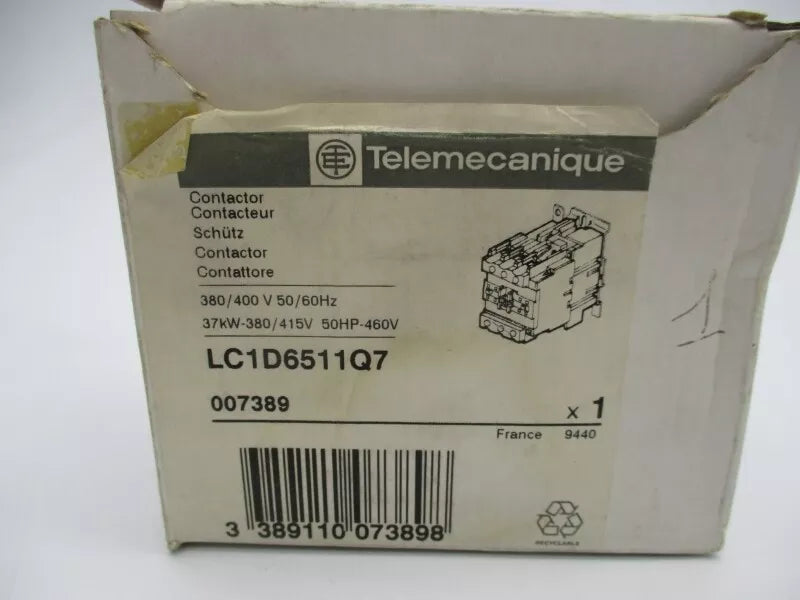 Telemecanique
Contactor
Contacteur
Schütz
Contactor
Contattore
380/400 V 50/60Hz
37kW-380/415V 50HP-460V
LC1D6511Q7
007389
x 1
France 9440
3 389110 073898
RECYCLABLE
1